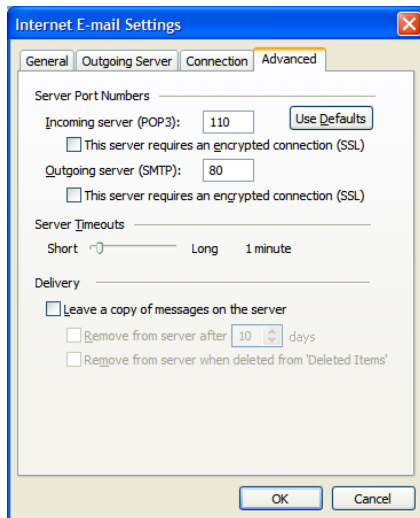 Internet E-mail Settings
General Outgoing Server Connection Advanced
Server Port Numbers
Incoming server (POP3): 110 Use Defaults
This server requires an encrypted connection (SSL)
Outgoing server (SMTP): 80
This server requires an encrypted connection (SSL)
Server Timeouts
Short Long 1 minute
Delivery
Leave a copy of messages on the server
Remove from server after 10 days
Remove from server when deleted from 'Deleted Items'
OK Cancel